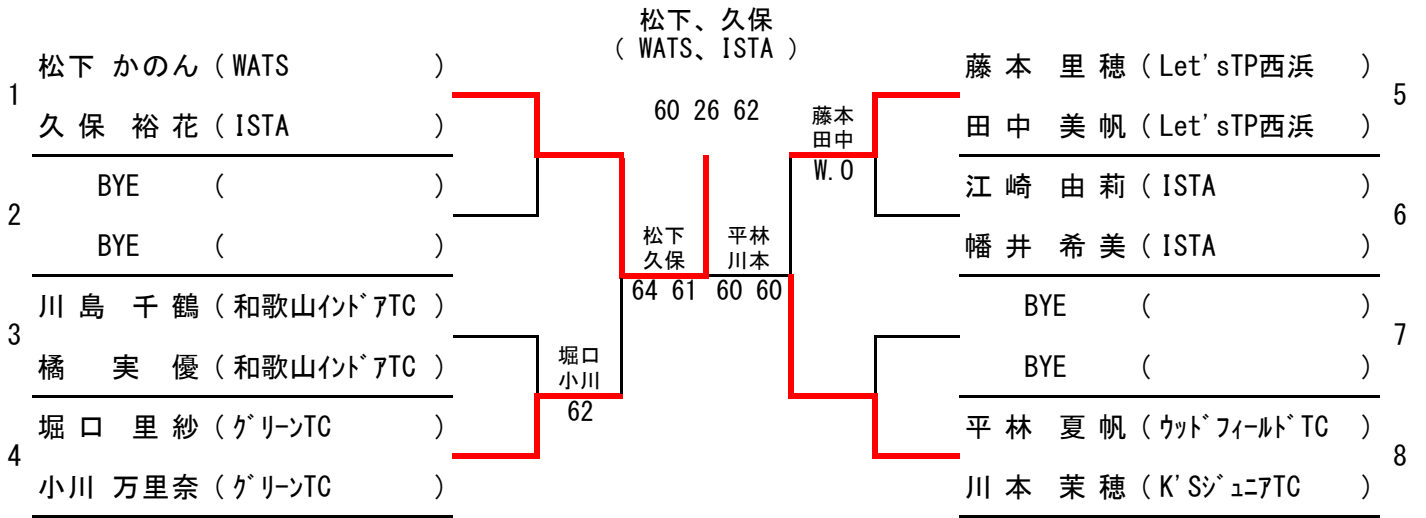 松下、久保
( WATS、ISTA )
60 26 62
1
松下 かのん ( WATS )
久保 裕花 ( ISTA )
2
BYE ( )
BYE ( )
3
川島 千鶴 ( 和歌山インドアTC )
橘 実優 ( 和歌山インドアTC )
4
堀口 里紗 ( グリーンTC )
小川 万里奈 ( グリーンTC )
堀口
小川
62
松下
久保
64 61
平林
川本
60 60
藤本
田中
W.O
藤本 里穂 ( Let'sTP西浜 )
田中 美帆 ( Let'sTP西浜 )
5
江崎 由莉 ( ISTA )
幡井 希美 ( ISTA )
6
BYE ( )
BYE ( )
7
平林 夏帆 ( ウッドフィールドTC )
川本 茉穂 ( K'SジュニアTC )
8